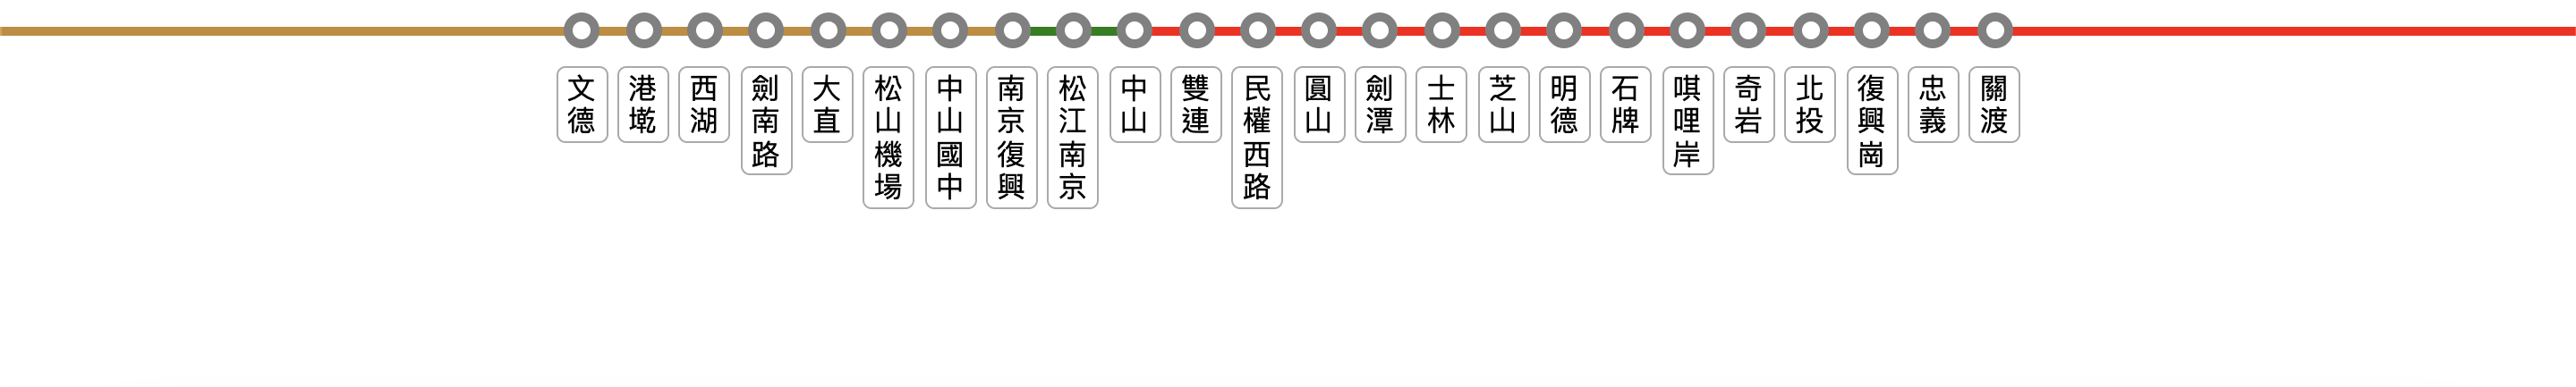 文德
港墘
西湖
劍南路
大直
松山機場
中山國中
南京復興
松江南京
中山
雙連
民權西路
圓山
劍潭
士林
芝山
明德
石牌
唭哩岸
奇岩
北投
復興崗
忠義
關渡